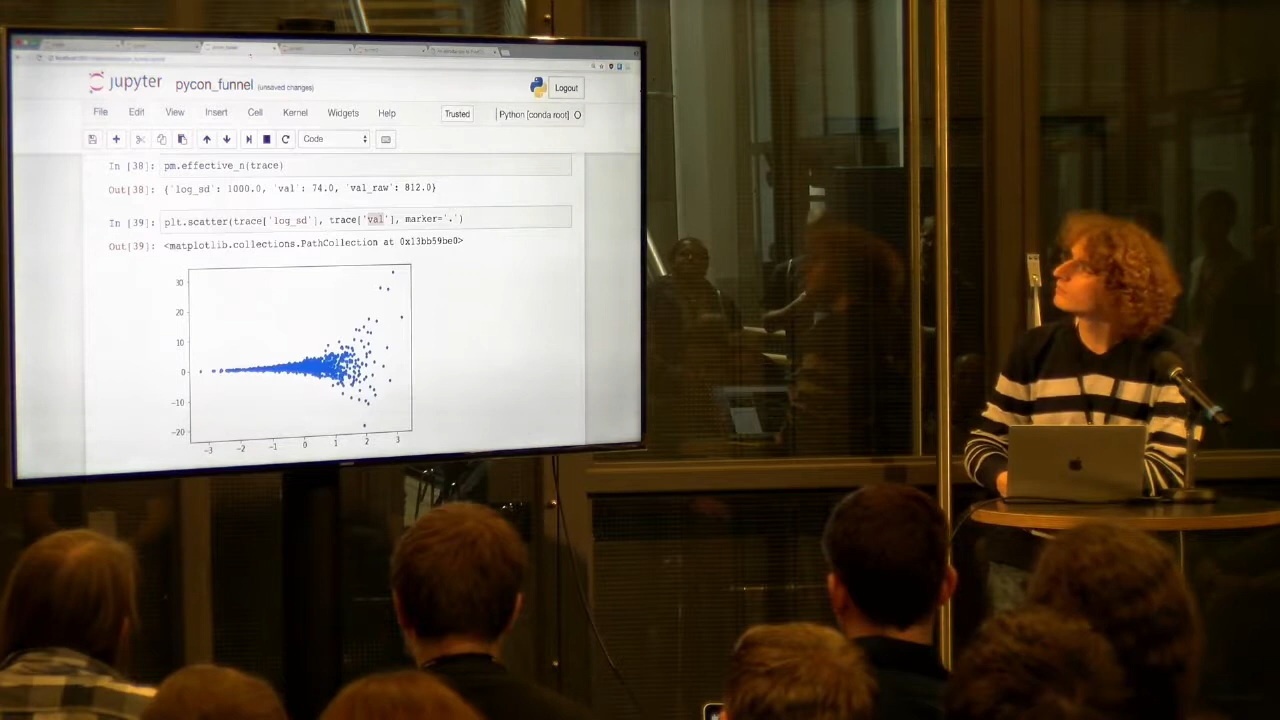 jupyter pycon_funnel (unsaved changes) Logout
File Edit View Insert Cell Kernel Widgets Help Trusted Python [conda root]
Code
In [38]: pm.effective_n(trace)
Out[38]: {'log_sd': 1000.0, 'val': 74.0, 'val_raw': 812.0}
In [39]: plt.scatter(trace['log_sd'], trace['val'], marker='.')
Out[39]: <matplotlib.collections.PathCollection at 0x13bb59be0>
30
20
10
0
−10
−20
−3 −2 −1 0 1 2 3